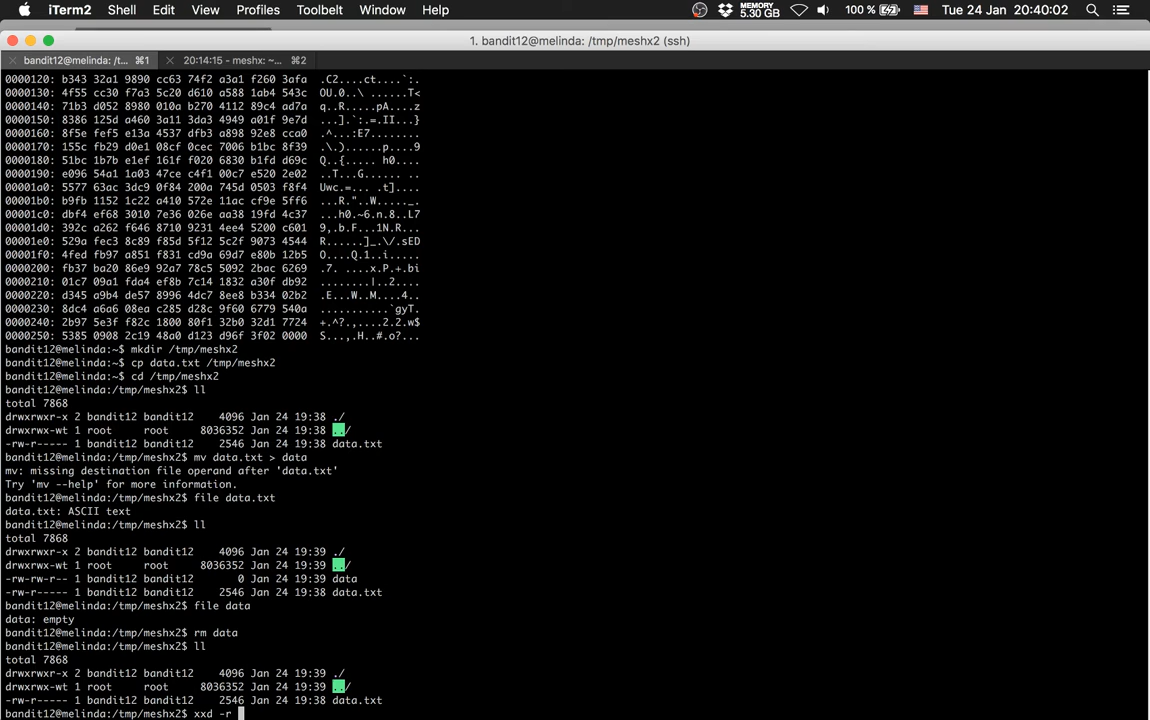 iTerm2 Shell Edit View Profiles Toolbelt Window Help MEMORY 5.30 GB 100 % Tue 24 Jan 20:40:02
1. bandit12@melinda: /tmp/meshx2 (ssh)
bandit12@melinda: /t... ⌘1 20:14:15 - meshx: ~... ⌘2
0000120: b343 32a1 9890 cc63 74f2 a3a1 f260 3afa .C2....ct....`:.
0000130: 4f55 cc30 f7a3 5c20 d610 a588 1ab4 543c OU.0..\ ......T<
0000140: 71b3 d052 8980 010a b270 4112 89c4 ad7a q..R.....pA....z
0000150: 8386 125d a460 3a11 3da3 4949 a01f 9e7d ...].`:.=.II...}
0000160: 8f5e fef5 e13a 4537 dfb3 a898 92e8 cca0 .^...:E7........
0000170: 155c fb29 d0e1 08cf 0cec 7006 b1bc 8f39 .\.)......p....9
0000180: 51bc 1b7b e1ef 161f f020 6830 b1fd d69c Q..{..... h0....
0000190: e096 54a1 1a03 47ce c4f1 00c7 e520 2e02 ..T...G...... ..
00001a0: 5577 63ac 3dc9 0f84 200a 745d 0503 f8f4 Uwc.=... .t]....
00001b0: b9fb 1152 1c22 a410 572e 11ac cf9e 5ff6 ...R."..W....._.
00001c0: dbf4 ef68 3010 7e36 026e aa38 19fd 4c37 ...h0.~6.n.8..L7
00001d0: 392c a262 f646 8710 9231 4ee4 5200 c601 9,.b.F...1N.R...
00001e0: 529a fec3 8c89 f85d 5f12 5c2f 9073 4544 R......]_.\/.sED
00001f0: 4fed fb97 a851 f831 cd9a 69d7 e80b 12b5 O....Q.1..i.....
0000200: fb37 ba20 86e9 92a7 78c5 5092 2bac 6269 .7. ....x.P.+.bi
0000210: 01c7 09a1 fda4 ef8b 7c14 1832 a30f db92 ........|..2....
0000220: d345 a9b4 de57 8996 4dc7 8ee8 b334 02b2 .E...W..M....4..
0000230: 8dc4 a6a6 08ea c285 d28c 9f60 6779 540a ...........`gyT.
0000240: 2b97 5e3f f82c 1800 80f1 32b0 32d1 7724 +.^?.,....2.2.w$
0000250: 5385 0908 2c19 48a0 d123 d96f 3f02 0000 S...,.H..#.o?...
bandit12@melinda:~$ mkdir /tmp/meshx2
bandit12@melinda:~$ cp data.txt /tmp/meshx2
bandit12@melinda:~$ cd /tmp/meshx2
bandit12@melinda:/tmp/meshx2$ ll
total 7868
drwxrwxr-x 2 bandit12 bandit12 4096 Jan 24 19:38 ./
drwxrwx-wt 1 root root 8036352 Jan 24 19:38 ../
-rw-r----- 1 bandit12 bandit12 2546 Jan 24 19:38 data.txt
bandit12@melinda:/tmp/meshx2$ mv data.txt > data
mv: missing destination file operand after 'data.txt'
Try 'mv --help' for more information.
bandit12@melinda:/tmp/meshx2$ file data.txt
data.txt: ASCII text
bandit12@melinda:/tmp/meshx2$ ll
total 7868
drwxrwxr-x 2 bandit12 bandit12 4096 Jan 24 19:39 ./
drwxrwx-wt 1 root root 8036352 Jan 24 19:39 ../
-rw-rw-r-- 1 bandit12 bandit12 0 Jan 24 19:39 data
-rw-r----- 1 bandit12 bandit12 2546 Jan 24 19:38 data.txt
bandit12@melinda:/tmp/meshx2$ file data
data: empty
bandit12@melinda:/tmp/meshx2$ rm data
bandit12@melinda:/tmp/meshx2$ ll
total 7868
drwxrwxr-x 2 bandit12 bandit12 4096 Jan 24 19:39 ./
drwxrwx-wt 1 root root 8036352 Jan 24 19:39 ../
-rw-r----- 1 bandit12 bandit12 2546 Jan 24 19:38 data.txt
bandit12@melinda:/tmp/meshx2$ xxd -r